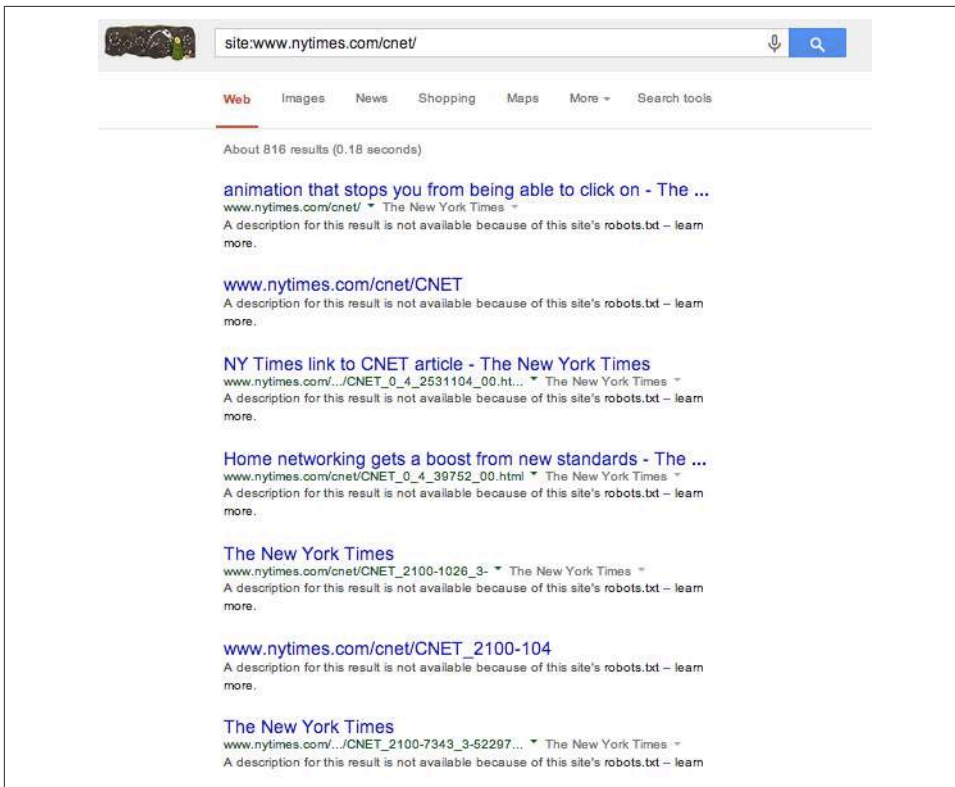 site:www.nytimes.com/cnet/
Web Images News Shopping Maps More Search tools
About 816 results (0.18 seconds)
animation that stops you from being able to click on - The ...
www.nytimes.com/cnet/ The New York Times
A description for this result is not available because of this site's robots.txt – learn
more.
www.nytimes.com/cnet/CNET
A description for this result is not available because of this site's robots.txt – learn
more.
NY Times link to CNET article - The New York Times
www.nytimes.com/.../CNET_0_4_2531104_00.ht... The New York Times
A description for this result is not available because of this site's robots.txt – learn
more.
Home networking gets a boost from new standards - The ...
www.nytimes.com/cnet/CNET_0_4_39752_00.html The New York Times
A description for this result is not available because of this site's robots.txt – learn
more.
The New York Times
www.nytimes.com/cnet/CNET_2100-1026_3- The New York Times
A description for this result is not available because of this site's robots.txt – learn
more.
www.nytimes.com/cnet/CNET_2100-104
A description for this result is not available because of this site's robots.txt – learn
more.
The New York Times
www.nytimes.com/.../CNET_2100-7343_3-52297... The New York Times
A description for this result is not available because of this site's robots.txt – learn